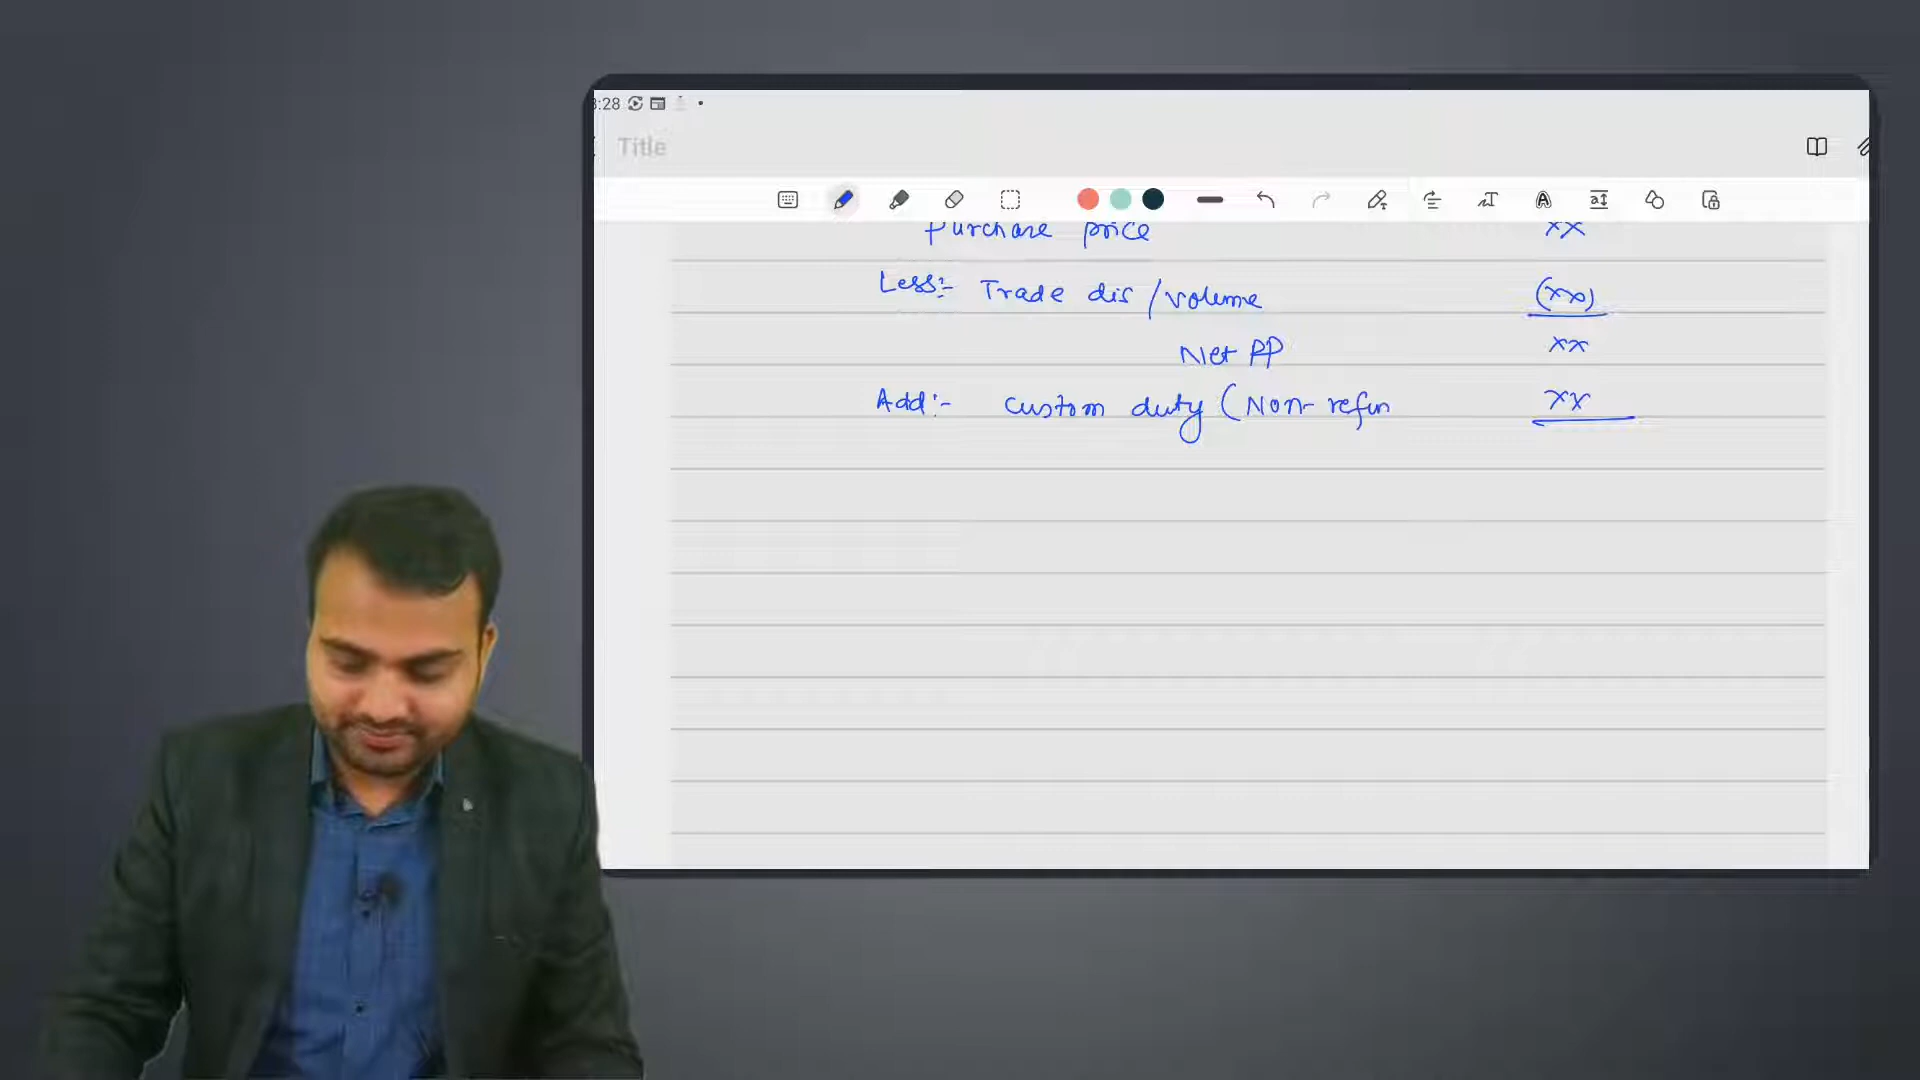 :28
Title
Purchase price xx
Less:- Trade dis/volume (xx)
Net PP xx
Add:- Custom duty (Non-refun xx